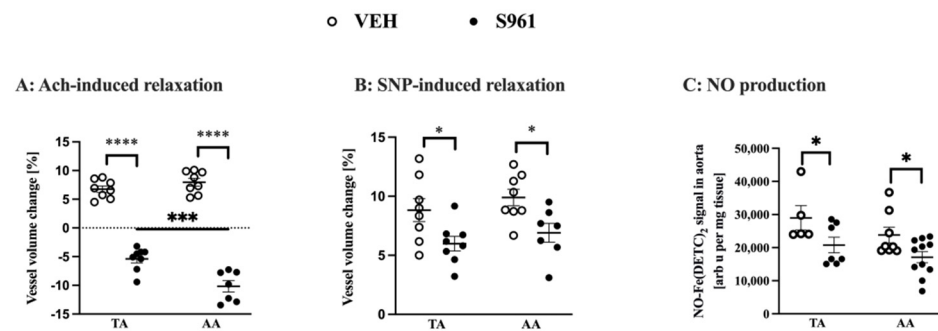 VEH S961
A: Ach-induced relaxation
Vessel volume change [%]
15
10
5
0
-5
-10
-15
****
****
***
TA AA
B: SNP-induced relaxation
Vessel volume change [%]
15
10
5
0
*
*
TA AA
C: NO production
NO-Fe(DETC)2 signal in aorta
[arb u per mg tissue]
50,000
40,000
30,000
20,000
10,000
0
*
*
TA AA